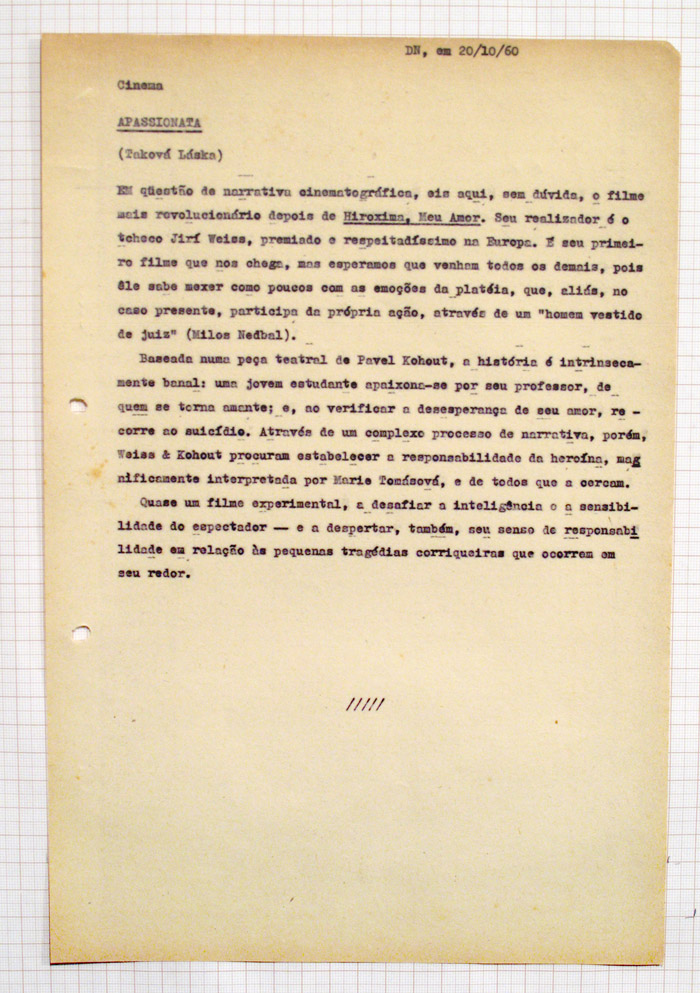 DN, em 20/10/60
Cinema
APASSIONATA
(Taková Láska)
EM qüestão de narrativa cinematográfica, eis aqui, sem dúvida, o filme
mais revolucionário depois de Hiroxima, Meu Amor. Seu realizador é o
tcheco Jirí Weiss, premiado e respeitadíssimo na Europa. É seu primei-
ro filme que nos chega, mas esperamos que venham todos os demais, pois
êle sabe mexer como poucos com as emoções da platéia, que, aliás, no
caso presente, participa da própria ação, através de um "homem vestido
de juiz" (Milos Nedbal).
Baseada numa peça teatral de Pavel Kohout, a história é intrinseca-
mente banal: uma jovem estudante apaixona-se por seu professor, de
quem se torna amante; e, ao verificar a desesperança de seu amor, re -
corre ao suicídio. Através de um complexo processo de narrativa, porém,
Weiss & Kohout procuram estabelecer a responsabilidade da heroína, mag
nificamente interpretada por Marie Tomásová, e de todos que a cercam.
Quase um filme experimental, a desafiar a inteligência e a sensibi-
lidade do espectador — e a despertar, também, seu senso de responsabi
lidade em relação às pequenas tragédias corriqueiras que ocorrem em
seu redor.
/////